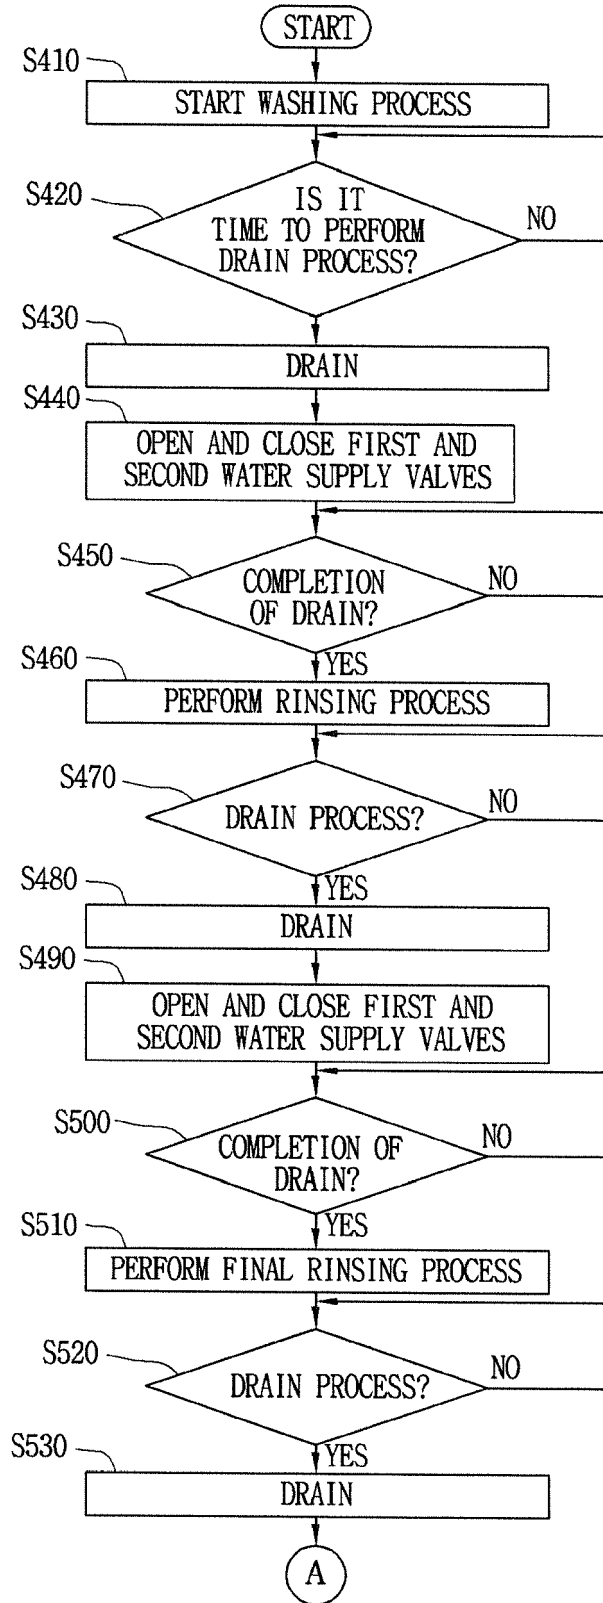 START
S410
START WASHING PROCESS
S420
IS IT
TIME TO PERFORM
DRAIN PROCESS?
NO
S430
DRAIN
S440
OPEN AND CLOSE FIRST AND
SECOND WATER SUPPLY VALVES
S450
COMPLETION
OF DRAIN?
NO
YES
S460
PERFORM RINSING PROCESS
S470
DRAIN PROCESS?
NO
YES
S480
DRAIN
S490
OPEN AND CLOSE FIRST AND
SECOND WATER SUPPLY VALVES
S500
COMPLETION OF
DRAIN?
NO
YES
S510
PERFORM FINAL RINSING PROCESS
S520
DRAIN PROCESS?
NO
YES
S530
DRAIN
A